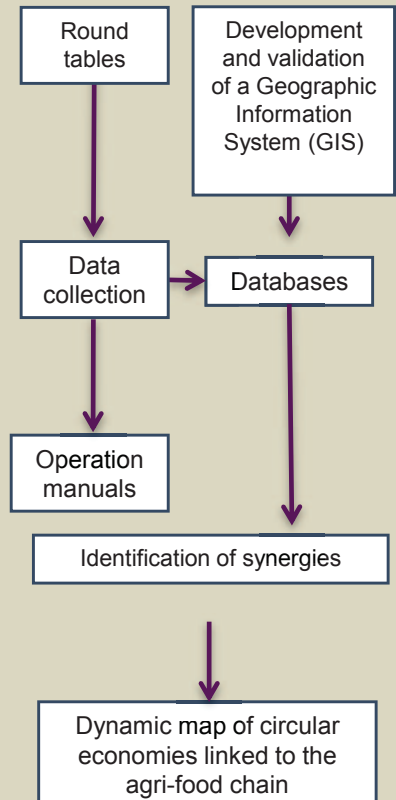 Round
tables
Development
and validation
of a Geographic
Information
System (GIS)
Data
collection
Databases
Operation
manuals
Identification of synergies
Dynamic map of circular
economies linked to the
agri-food chain